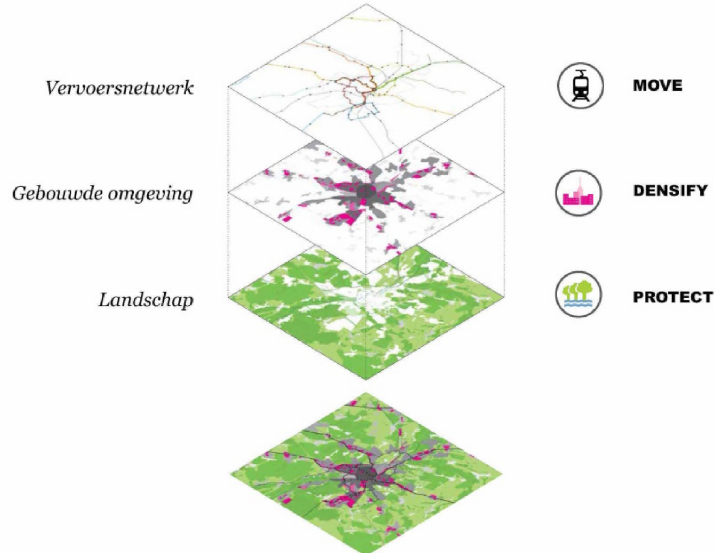 Vervoersnetwerk
MOVE
Gebouwde omgeving
DENSIFY
Landschap
PROTECT